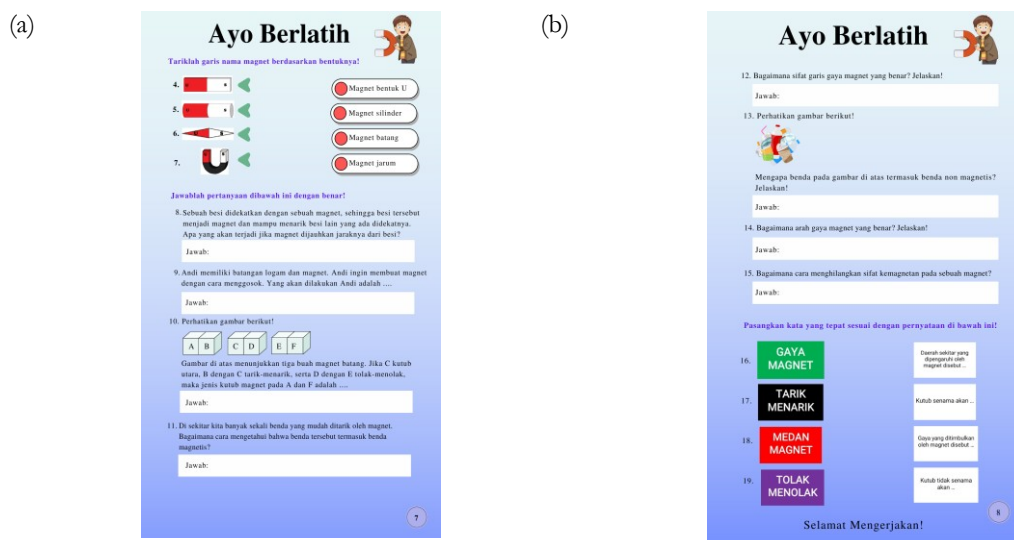 (a)
Ayo Berlatih
Tariklah garis nama magnet berdasarkan bentuknya!
4.
Magnet bentuk U
5.
Magnet silinder
6.
Magnet batang
7.
Magnet jarum
Jawablah pertanyaan dibawah ini dengan benar!
8. Sebuah besi didekatkan dengan sebuah magnet, sehingga besi tersebut
menjadi magnet dan mampu menarik besi lain yang ada didekatnya.
Apa yang akan terjadi jika magnet dijauhkan jaraknya dari besi?
Jawab:
9. Andi memiliki batangan logam dan magnet. Andi ingin membuat magnet
dengan cara menggosok. Yang akan dilakukan Andi adalah ....
Jawab:
10. Perhatikan gambar berikut!
A B C D E F
Gambar di atas menunjukkan tiga buah magnet batang. Jika C kutub
utara, B dengan C tarik-menarik, serta D dengan E tolak-menolak,
maka jenis kutub magnet pada A dan F adalah ....
Jawab:
11. Di sekitar kita banyak sekali benda yang mudah ditarik oleh magnet.
Bagaimana cara mengetahui bahwa benda tersebut termasuk benda
magnetis?
Jawab:
7
(b)
Ayo Berlatih
12. Bagaimana sifat garis gaya magnet yang benar? Jelaskan!
Jawab:
13. Perhatikan gambar berikut!
Mengapa benda pada gambar di atas termasuk benda non magnetis?
Jelaskan!
Jawab:
14. Bagaimana arah gaya magnet yang benar? Jelaskan!
Jawab:
15. Bagaimana cara menghilangkan sifat kemagnetan pada sebuah magnet?
Jawab:
Pasangkan kata yang tepat sesuai dengan pernyataan di bawah ini!
16.
GAYA
MAGNET
Daerah sekitar yang
dipengaruhi oleh
magnet disebut ...
17.
TARIK
MENARIK
Kutub senama akan ...
18.
MEDAN
MAGNET
Gaya yang ditimbulkan
oleh magnet disebut ...
19.
TOLAK
MENOLAK
Kutub tidak senama
akan ...
8
Selamat Mengerjakan!